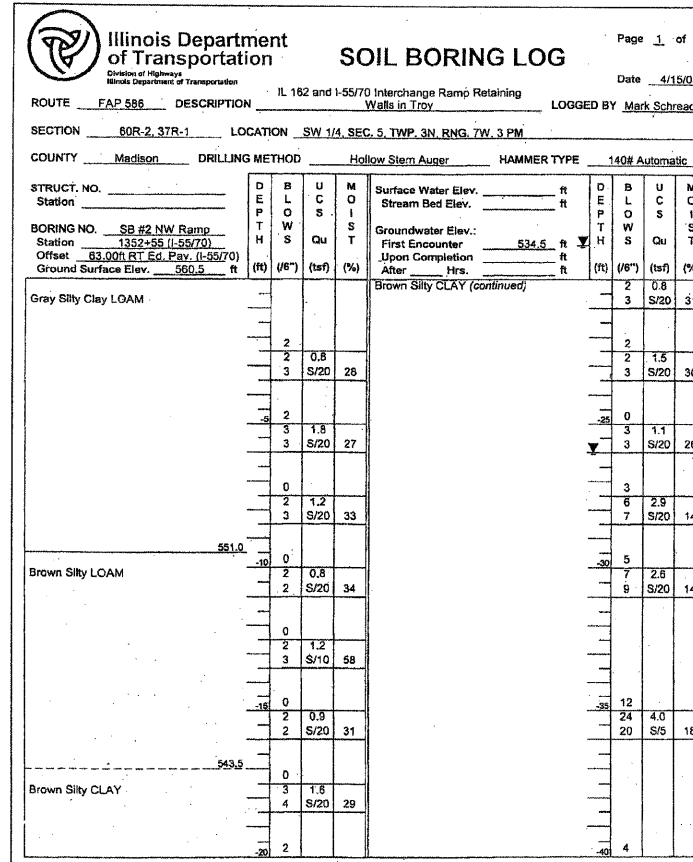 Illinois Department
of Transportation
Division of Highways
Illinois Department of Transportation
SOIL BORING LOG
Page 1 of
Date 4/15/0
ROUTE FAP 586 DESCRIPTION IL 162 and I-55/70 Interchange Ramp Retaining
Walls in Troy LOGGED BY Mark Schreac
SECTION 60R-2, 37R-1 LOCATION SW 1/4, SEC. 5, TWP. 3N, RNG. 7W, 3 PM
COUNTY Madison DRILLING METHOD Hollow Stem Auger HAMMER TYPE 140# Automatic
STRUCT. NO.
Station
BORING NO. SB #2 NW Ramp
Station 1352+55 (I-55/70)
Offset 63.00ft RT Ed. Pav. (I-55/70)
Ground Surface Elev. 560.5 ft
DEPTH (ft)
BLOWS (/6")
UCS Qu (tsf)
MOIST (%)
Surface Water Elev. ft
Stream Bed Elev. ft
Groundwater Elev.:
First Encounter 534.5 ft
Upon Completion ft
After Hrs. ft
DEPTH (ft)
BLOWS (/6")
UCS Qu (tsf)
Gray Silty Clay LOAM
2
2 0.8
3 S/20 28
-5 2
3 1.8
3 S/20 27
0
2 1.2
3 S/20 33
551.0
-10 0
Brown Silty LOAM
2 0.8
2 S/20 34
0
2 1.2
3 S/10 58
-15 0
2 0.9
2 S/20 31
543.5
0
Brown Silty CLAY
3 1.6
4 S/20 29
-20 2
Brown Silty CLAY (continued)
2 0.8
3 S/20 3
2
2 1.5
3 S/20 30
-25 0
3 1.1
3 S/20 2
3
6 2.9
7 S/20 14
-30 5
7 2.6
9 S/20 14
-35 12
24 4.0
20 S/5 18
-40 4